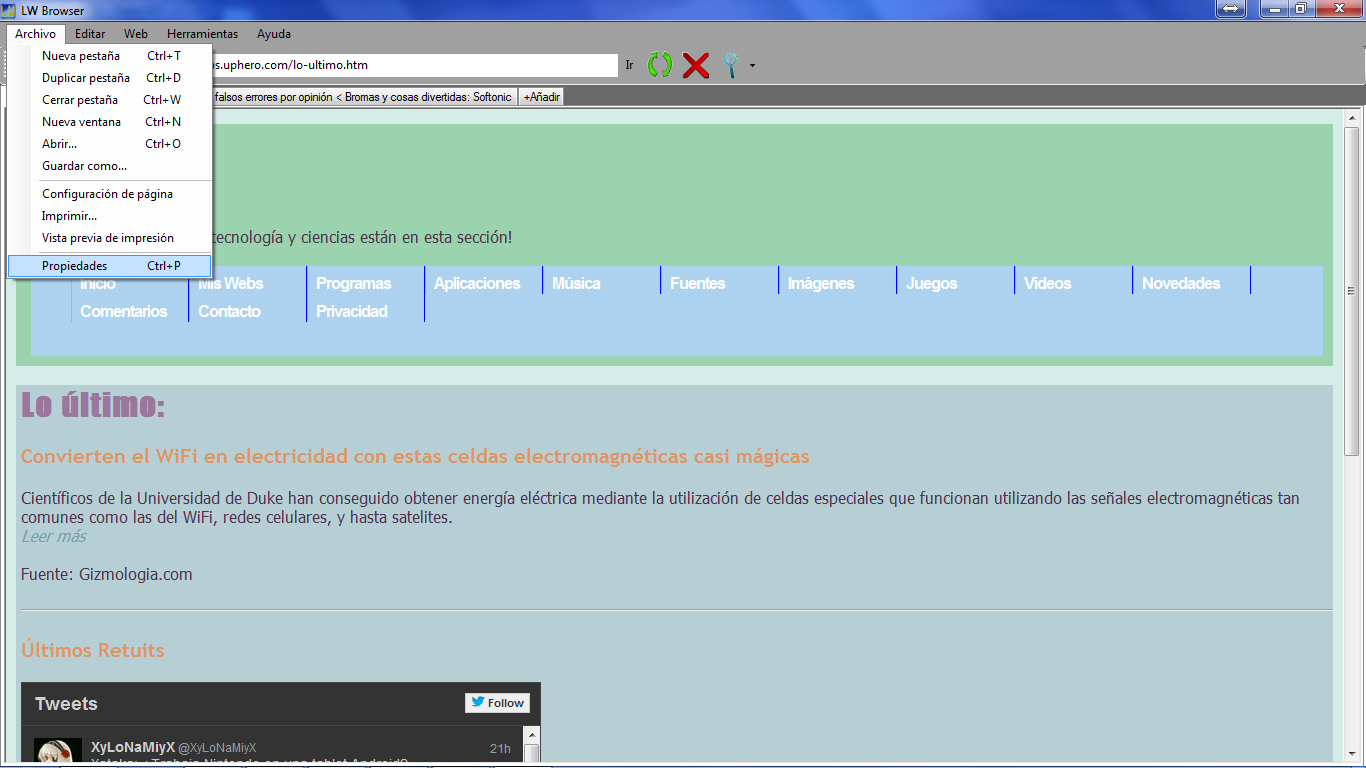 LW Browser
Archivo Editar Web Herramientas Ayuda
Nueva pestaña Ctrl+T
Duplicar pestaña Ctrl+D
Cerrar pestaña Ctrl+W
Nueva ventana Ctrl+N
Abrir... Ctrl+O
Guardar como...
Configuración de página
Imprimir...
Vista previa de impresión
Propiedades Ctrl+P
.uphero.com/lo-ultimo.htm Ir
falsos errores por opinión < Bromas y cosas divertidas: Softonic +Añadir
tecnología y ciencias están en esta sección!
Inicio Mis Webs Programas Aplicaciones Música Fuentes Imágenes Juegos Videos Novedades
Comentarios Contacto Privacidad
Lo último:
Convierten el WiFi en electricidad con estas celdas electromagnéticas casi mágicas
Científicos de la Universidad de Duke han conseguido obtener energía eléctrica mediante la utilización de celdas especiales que funcionan utilizando las señales electromagnéticas tan
comunes como las del WiFi, redes celulares, y hasta satelites.
Leer más
Fuente: Gizmologia.com
Últimos Retuits
Tweets Follow
XyLoNaMiyX @XyLoNaMiyX 21h